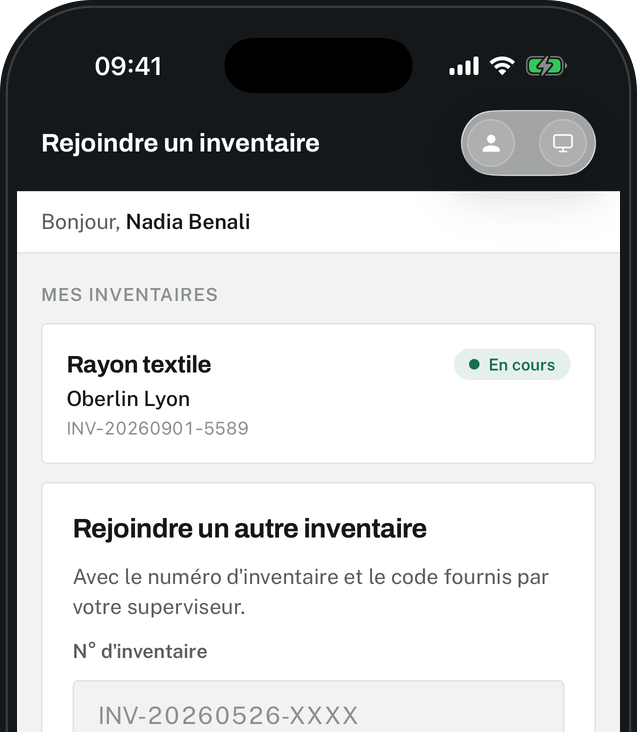 09:41
Rejoindre un inventaire
Bonjour, Nadia Benali
MES INVENTAIRES
Rayon textile
En cours
Oberlin Lyon
INV-20260901-5589
Rejoindre un autre inventaire
Avec le numéro d'inventaire et le code fournis par
votre superviseur.
N° d'inventaire
INV-20260526-XXXX